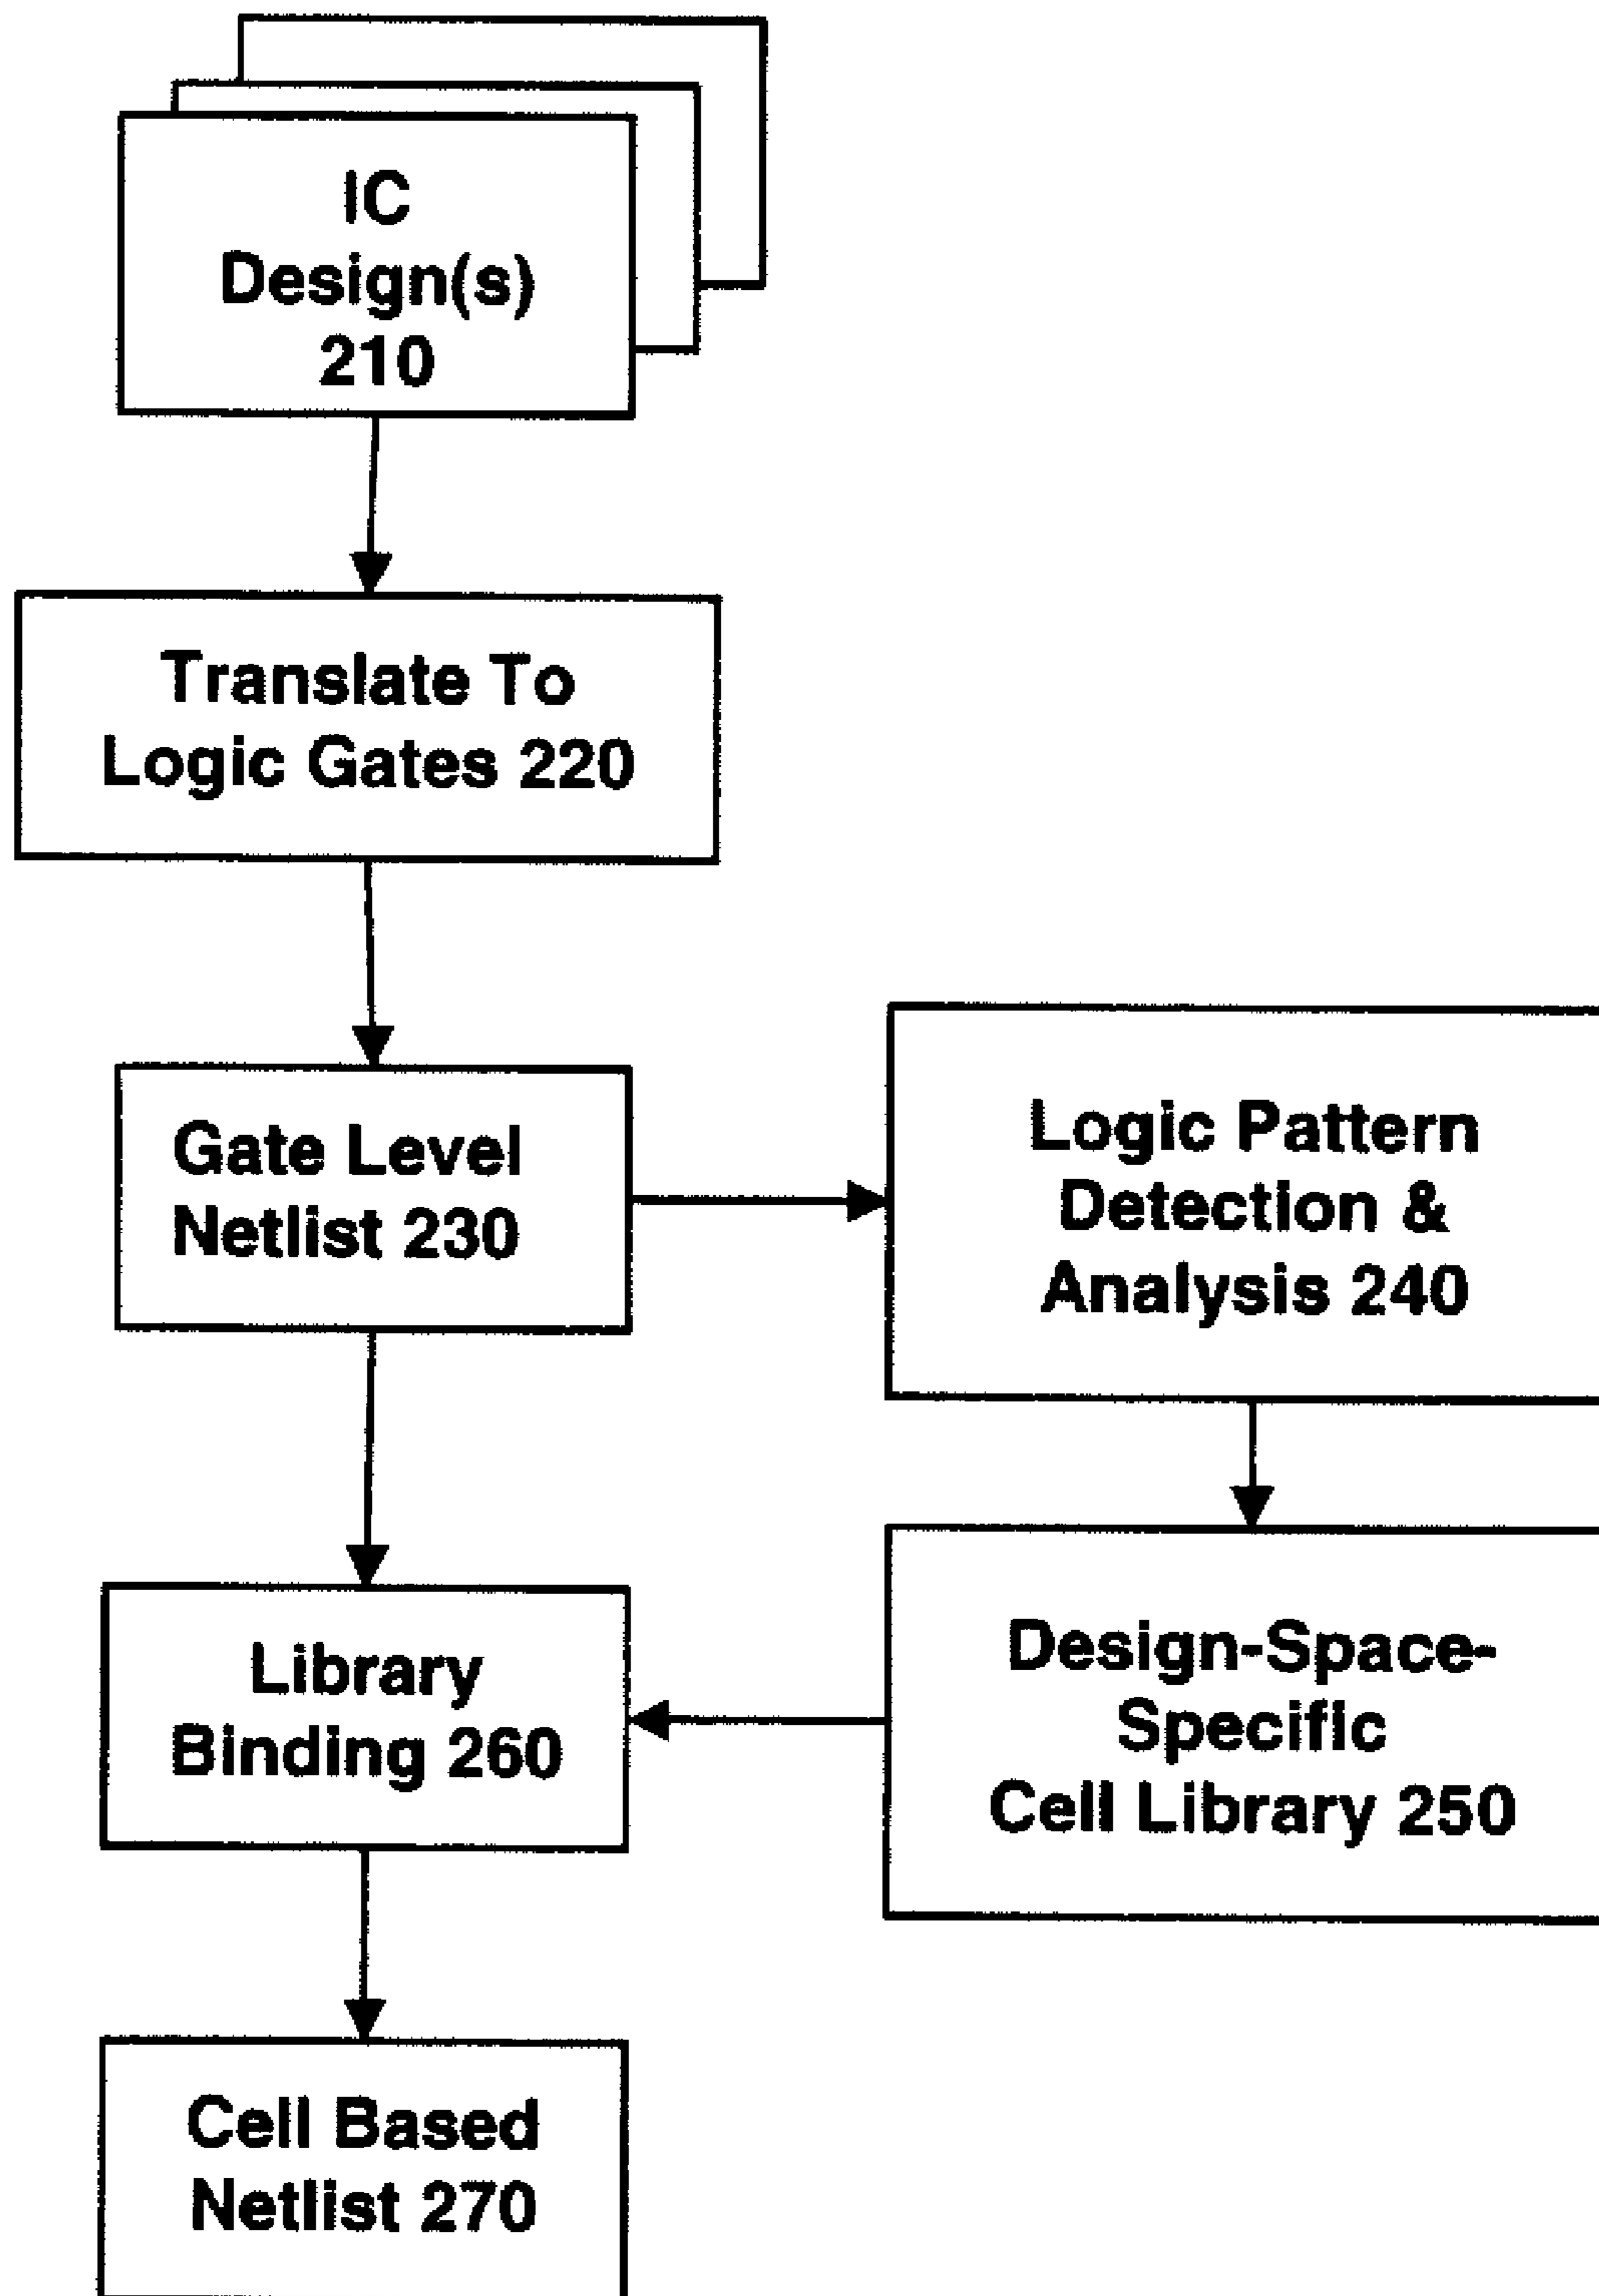 IC
Design(s)
210
Translate To
Logic Gates 220
Gate Level
Netlist 230
Logic Pattern
Detection &
Analysis 240
Design-Space-
Specific
Cell Library 250
Library
Binding 260
Cell Based
Netlist 270